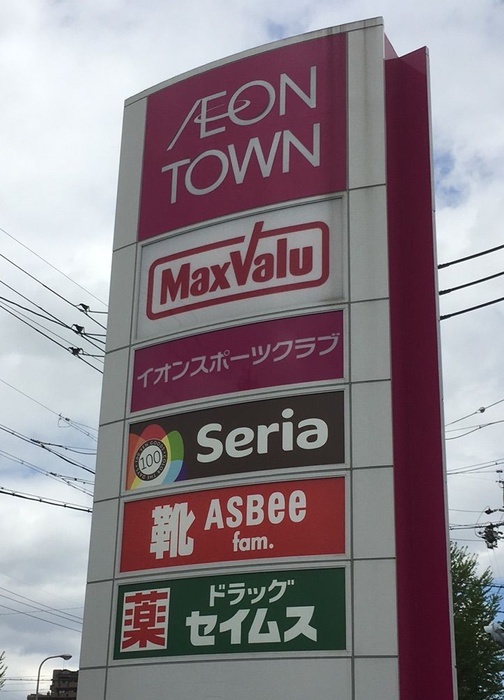 ÆON
TOWN
MaxValu
イオンスポーツクラブ
100
Seria
靴 ASBee
fam.
薬 ドラッグ
セイムス